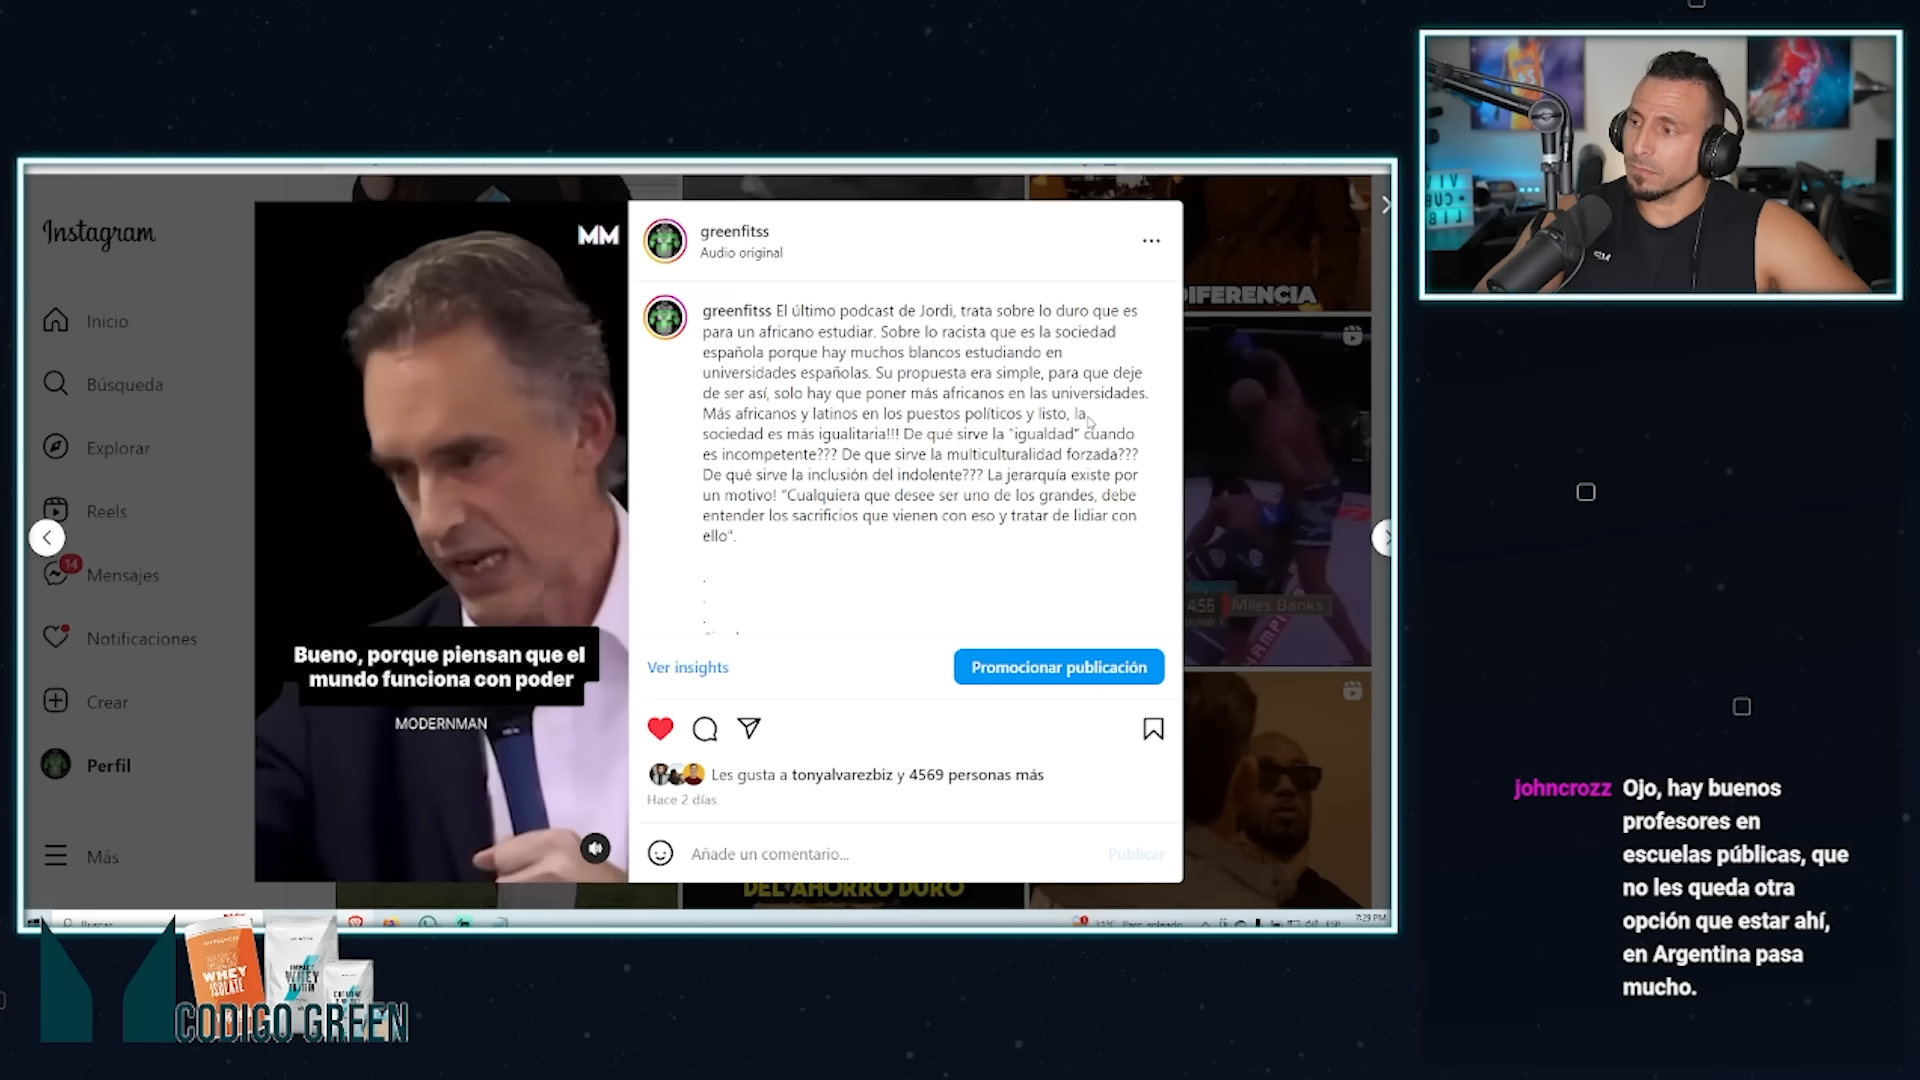 Instagram
Inicio
Búsqueda
Explorar
Reels
14
Mensajes
Notificaciones
Crear
Perfil
Más
MM
Bueno, porque piensan que el
mundo funciona con poder
MODERNMAN
greenfitss
Audio original
greenfitss El último podcast de Jordi, trata sobre lo duro que es
para un africano estudiar. Sobre lo racista que es la sociedad
española porque hay muchos blancos estudiando en
universidades españolas. Su propuesta era simple, para que deje
de ser así, solo hay que poner más africanos en las universidades.
Más africanos y latinos en los puestos políticos y listo, la
sociedad es más igualitaria!!! De qué sirve la "igualdad" cuando
es incompetente??? De que sirve la multiculturalidad forzada???
De qué sirve la inclusión del indolente??? La jerarquía existe por
un motivo! "Cualquiera que desee ser uno de los grandes, debe
entender los sacrificios que vienen con eso y tratar de lidiar con
ello".
.
.
.
Ver insights
Promocionar publicación
Les gusta a tonyalvarezbiz y 4569 personas más
Hace 2 días
Añade un comentario...
Publicar
DIFERENCIA
4:55 Miles Banks
DEL AHORRO DURO
Buscar
7:29 PM
WHEY
ISOLATE
WHEY
CODIGO GREEN
johncrozz Ojo, hay buenos
profesores en
escuelas públicas, que
no les queda otra
opción que estar ahí,
en Argentina pasa
mucho.